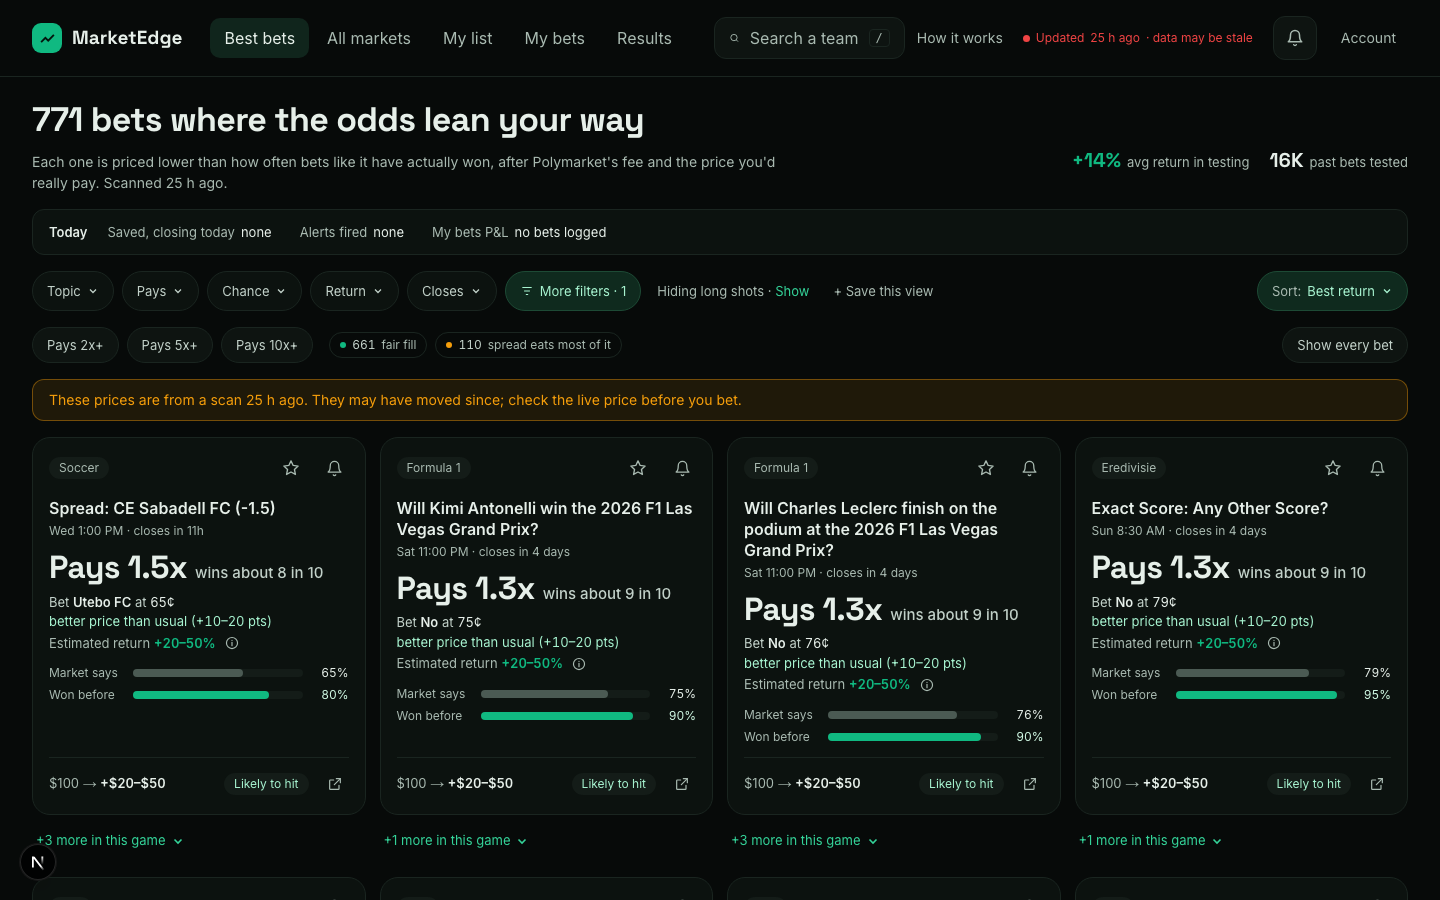 MarketEdge
Best bets
All markets
My list
My bets
Results
Search a team /
How it works
Updated 25 h ago · data may be stale
Account
771 bets where the odds lean your way
Each one is priced lower than how often bets like it have actually won, after Polymarket's fee and the price you'd
really pay. Scanned 25 h ago.
+14% avg return in testing
16K past bets tested
Today
Saved, closing today none
Alerts fired none
My bets P&L no bets logged
Topic
Pays
Chance
Return
Closes
More filters · 1
Hiding long shots · Show
+ Save this view
Sort: Best return
Pays 2x+
Pays 5x+
Pays 10x+
661 fair fill
110 spread eats most of it
Show every bet
These prices are from a scan 25 h ago. They may have moved since; check the live price before you bet.
Soccer
Spread: CE Sabadell FC (-1.5)
Wed 1:00 PM · closes in 11h
Pays 1.5x wins about 8 in 10
Bet Utebo FC at 65¢
better price than usual (+10–20 pts)
Estimated return +20–50%
Market says 65%
Won before 80%
$100 → +$20–$50
Likely to hit
+3 more in this game
Formula 1
Will Kimi Antonelli win the 2026 F1 Las
Vegas Grand Prix?
Sat 11:00 PM · closes in 4 days
Pays 1.3x wins about 9 in 10
Bet No at 75¢
better price than usual (+10–20 pts)
Estimated return +20–50%
Market says 75%
Won before 90%
$100 → +$20–$50
Likely to hit
+1 more in this game
Formula 1
Will Charles Leclerc finish on the
podium at the 2026 F1 Las Vegas
Grand Prix?
Sat 11:00 PM · closes in 4 days
Pays 1.3x wins about 9 in 10
Bet No at 76¢
better price than usual (+10–20 pts)
Estimated return +20–50%
Market says 76%
Won before 90%
$100 → +$20–$50
Likely to hit
+3 more in this game
Eredivisie
Exact Score: Any Other Score?
Sun 8:30 AM · closes in 4 days
Pays 1.3x wins about 9 in 10
Bet No at 79¢
better price than usual (+10–20 pts)
Estimated return +20–50%
Market says 79%
Won before 95%
$100 → +$20–$50
Likely to hit
+1 more in this game
N